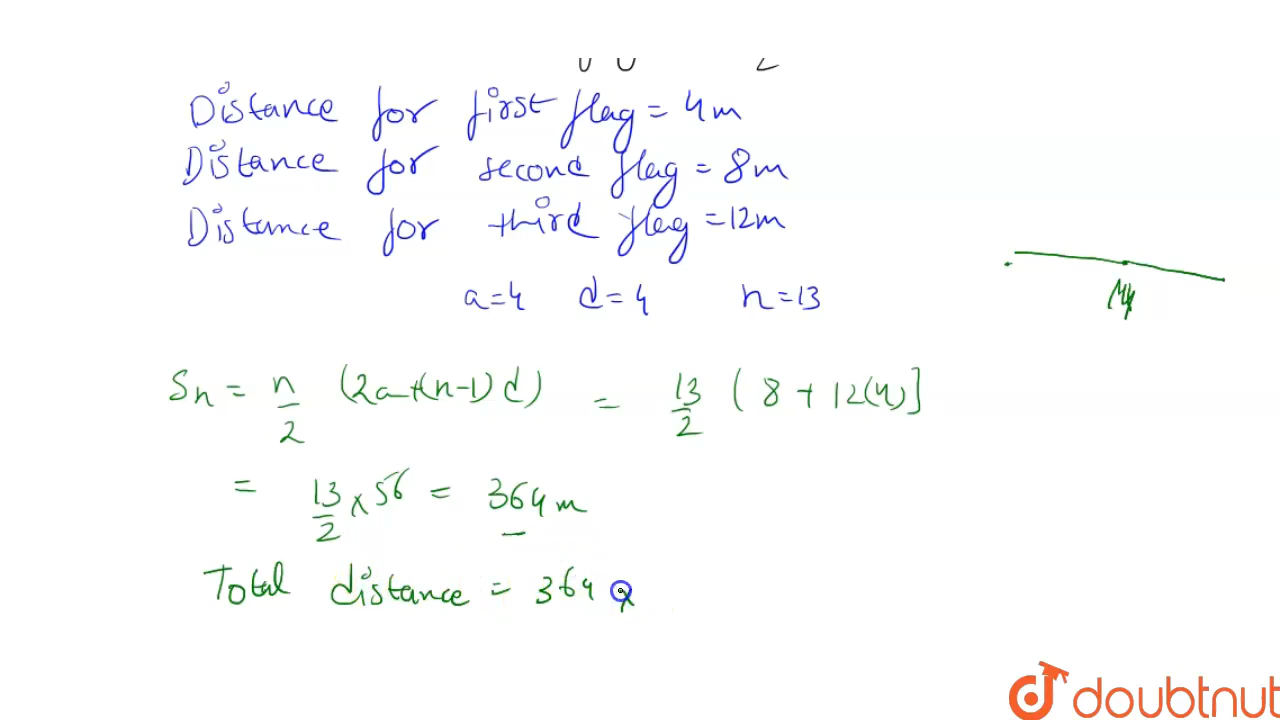 Distance for first flag = 4m
Distance for second flag = 8m
Distance for third flag = 12m
a=4 d=4 n=13
Sn = n/2 (2a+(n-1)d) = 13/2 (8+12(4)]
= 13/2 x 56 = 364 m
Total distance = 364 x
doubtnut